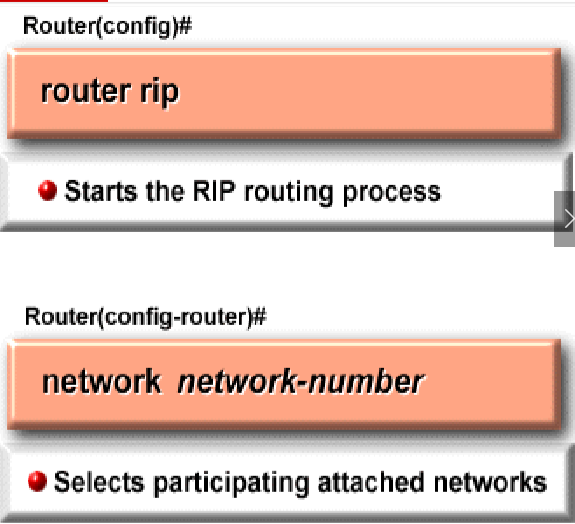 Router(config)#
router rip
Starts the RIP routing process
Router(config-router)#
network network-number
Selects participating attached networks